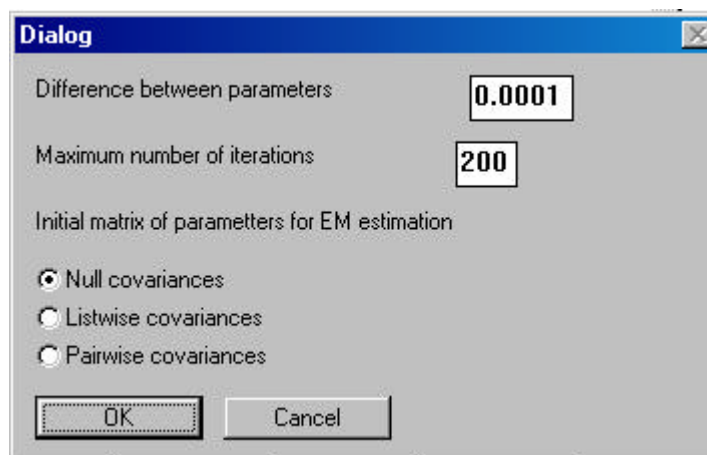 Dialog
Difference between parameters 0.0001
Maximum number of iterations 200
Initial matrix of parametters for EM estimation
Null covariances
Listwise covariances
Pairwise covariances
OK Cancel